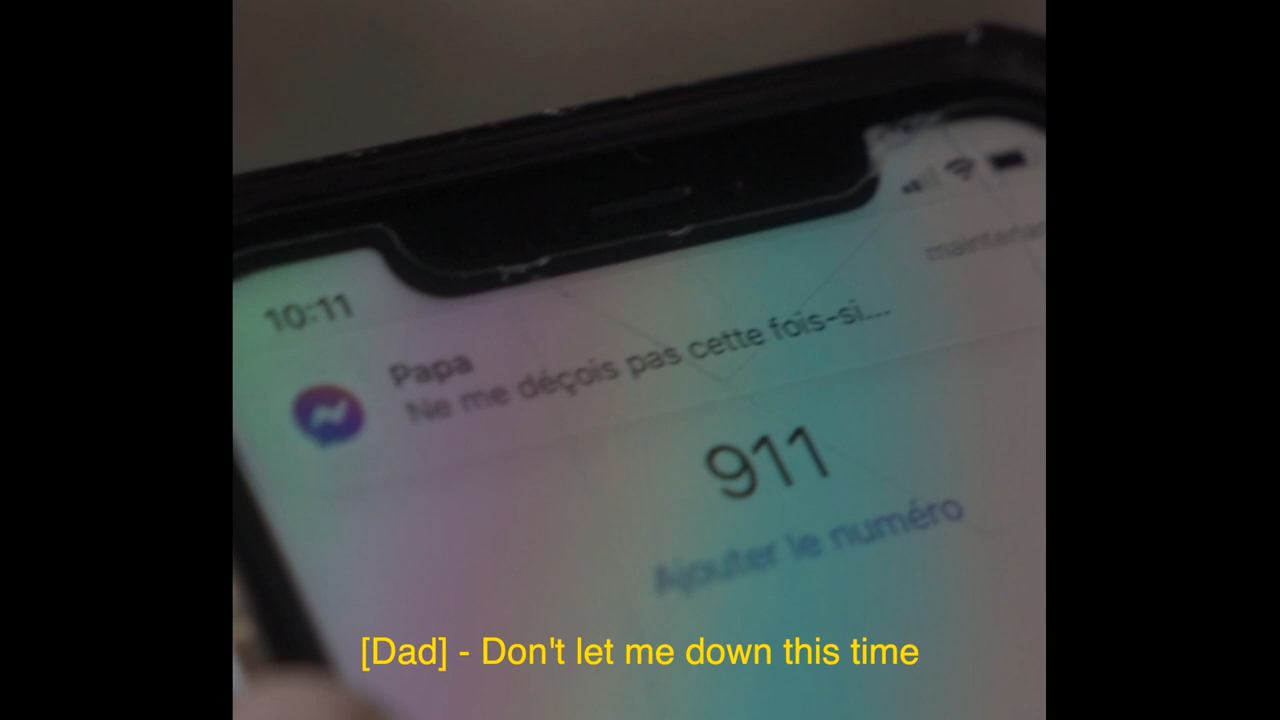 10:11
maintenant
Papa
Ne me déçois pas cette fois-si...
911
Ajouter le numéro
[Dad] - Don't let me down this time